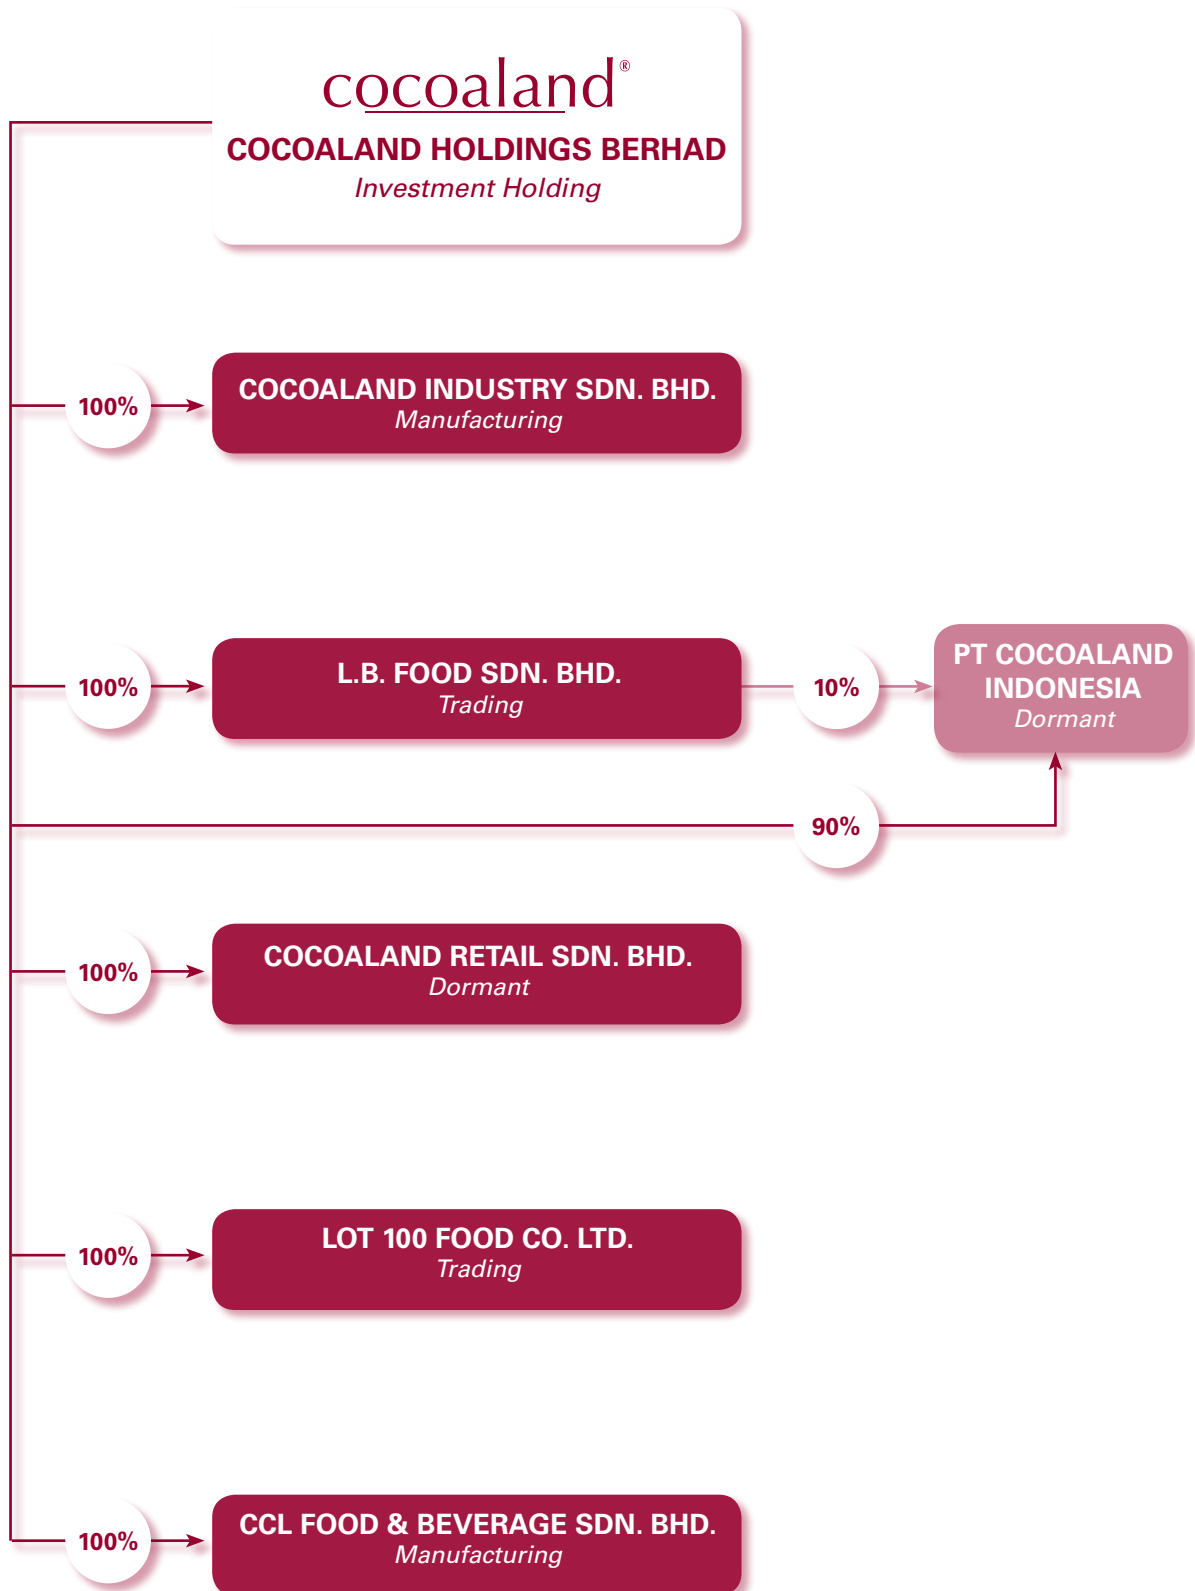 cocoaland®
COCOALAND HOLDINGS BERHAD
Investment Holding
100%
COCOALAND INDUSTRY SDN. BHD.
Manufacturing
100%
L.B. FOOD SDN. BHD.
Trading
10%
PT COCOALAND
INDONESIA
Dormant
90%
100%
COCOALAND RETAIL SDN. BHD.
Dormant
100%
LOT 100 FOOD CO. LTD.
Trading
100%
CCL FOOD & BEVERAGE SDN. BHD.
Manufacturing